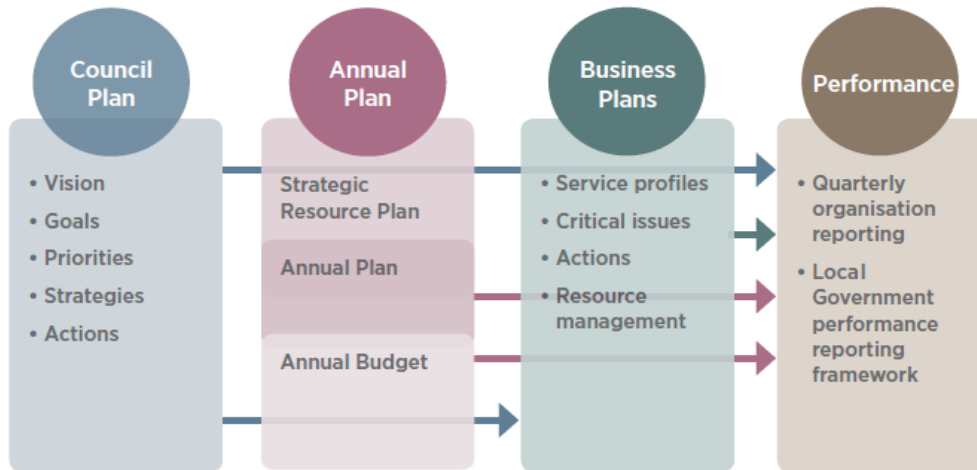 Council
Plan
• Vision
• Goals
• Priorities
• Strategies
• Actions
Annual
Plan
Strategic
Resource Plan
Annual Plan
Annual Budget
Business
Plans
• Service profiles
• Critical issues
• Actions
• Resource
management
Performance
• Quarterly
organisation
reporting
• Local
Government
performance
reporting
framework